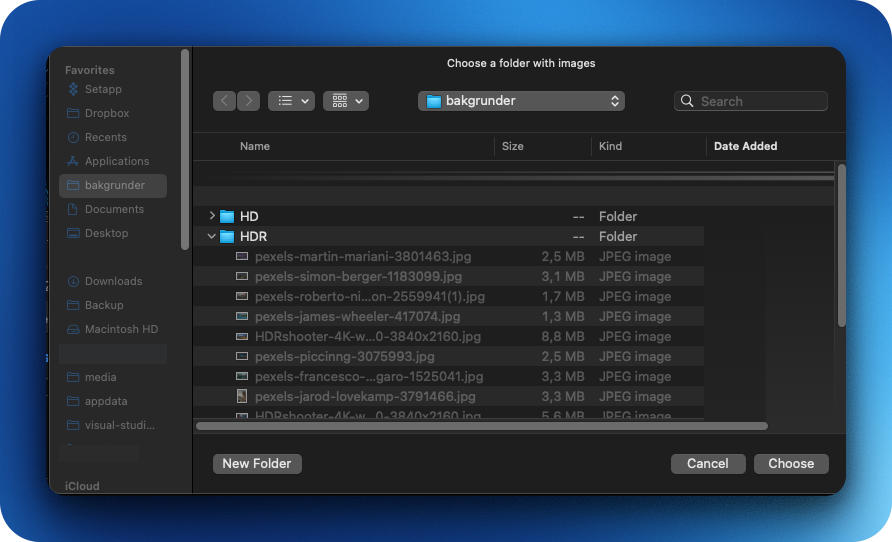 Choose a folder with images
Favorites
Setapp
Dropbox
Recents
Applications
bakgrunder
Documents
Desktop
Downloads
Backup
Macintosh HD
media
appdata
visual-studi...
iCloud
bakgrunder
Search
Name Size Kind Date Added
HD -- Folder
HDR -- Folder
pexels-martin-mariani-3801463.jpg 2,5 MB JPEG image
pexels-simon-berger-1183099.jpg 3,1 MB JPEG image
pexels-roberto-ni...on-2559941(1).jpg 1,7 MB JPEG image
pexels-james-wheeler-417074.jpg 1,3 MB JPEG image
HDRshooter-4K-w...0-3840x2160.jpg 8,8 MB JPEG image
pexels-piccinng-3075993.jpg 2,5 MB JPEG image
pexels-francesco-...garo-1525041.jpg 3,3 MB JPEG image
pexels-jarod-lovekamp-3791466.jpg 3,3 MB JPEG image
HDRshooter-4K-w...0-3840x2160.jpg 5,6 MB JPEG image
New Folder
Cancel
Choose